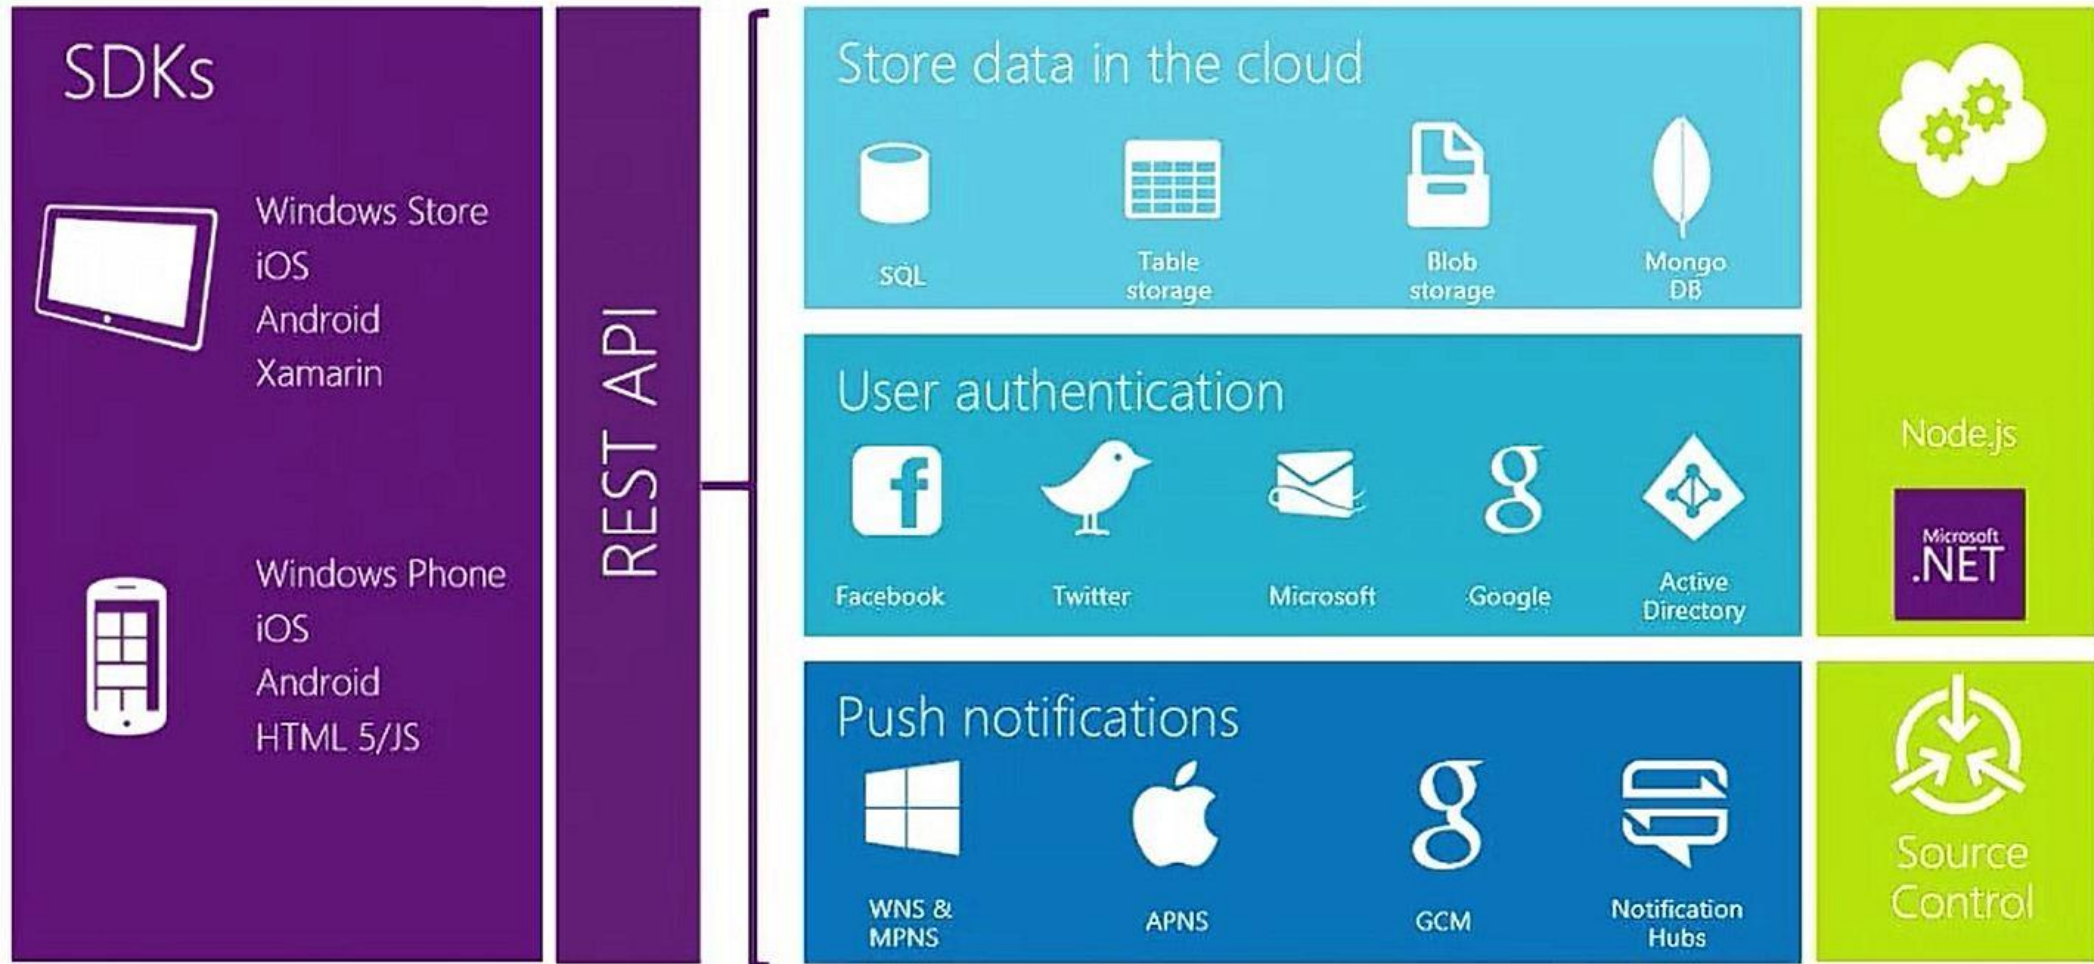 SDKs
Windows Store
iOS
Android
Xamarin
Windows Phone
iOS
Android
HTML 5/JS
REST API
Store data in the cloud
SQL
Table
storage
Blob
storage
Mongo
DB
User authentication
Facebook
Twitter
Microsoft
Google
Active
Directory
Push notifications
WNS &
MPNS
APNS
GCM
Notification
Hubs
Node.js
Microsoft
.NET
Source
Control